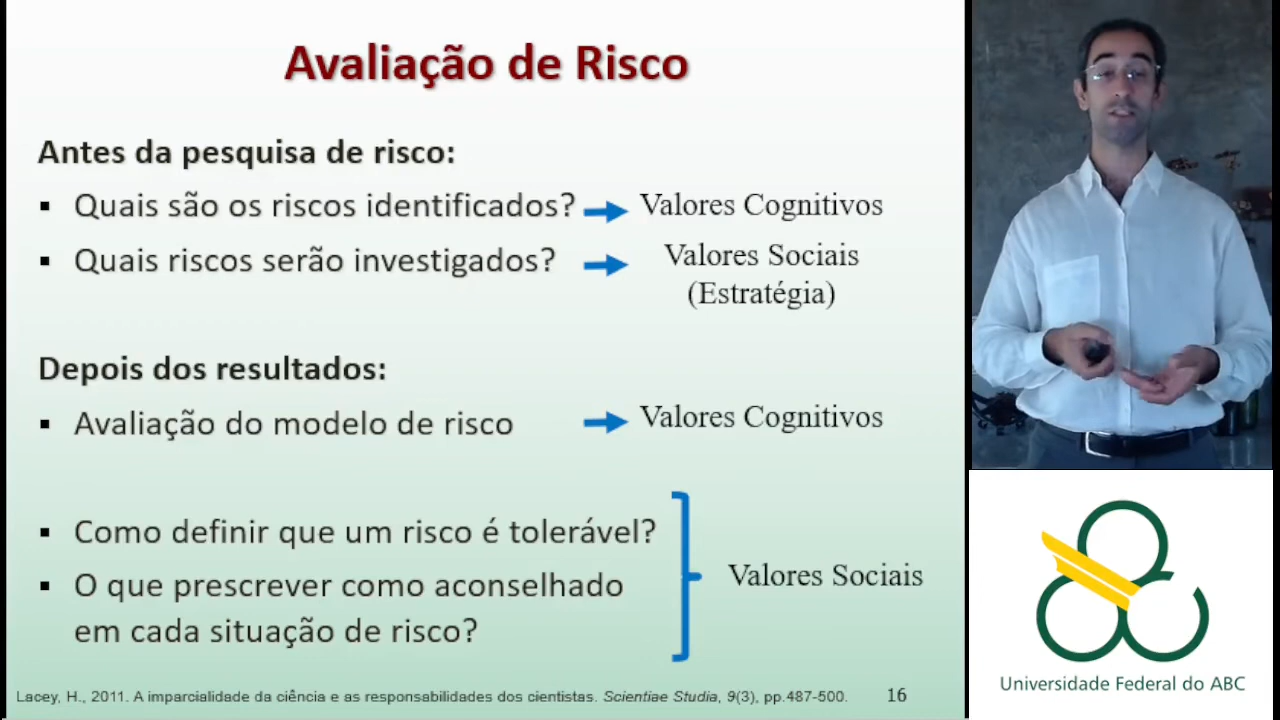 Avaliação de Risco
Antes da pesquisa de risco:
▪ Quais são os riscos identificados?
Valores Cognitivos
▪ Quais riscos serão investigados?
Valores Sociais
(Estratégia)
Depois dos resultados:
▪ Avaliação do modelo de risco
Valores Cognitivos
▪ Como definir que um risco é tolerável?
▪ O que prescrever como aconselhado
em cada situação de risco?
Valores Sociais
Lacey, H., 2011. A imparcialidade da ciência e as responsabilidades dos cientistas. Scientiae Studia, 9(3), pp.487-500.
16
Universidade Federal do ABC